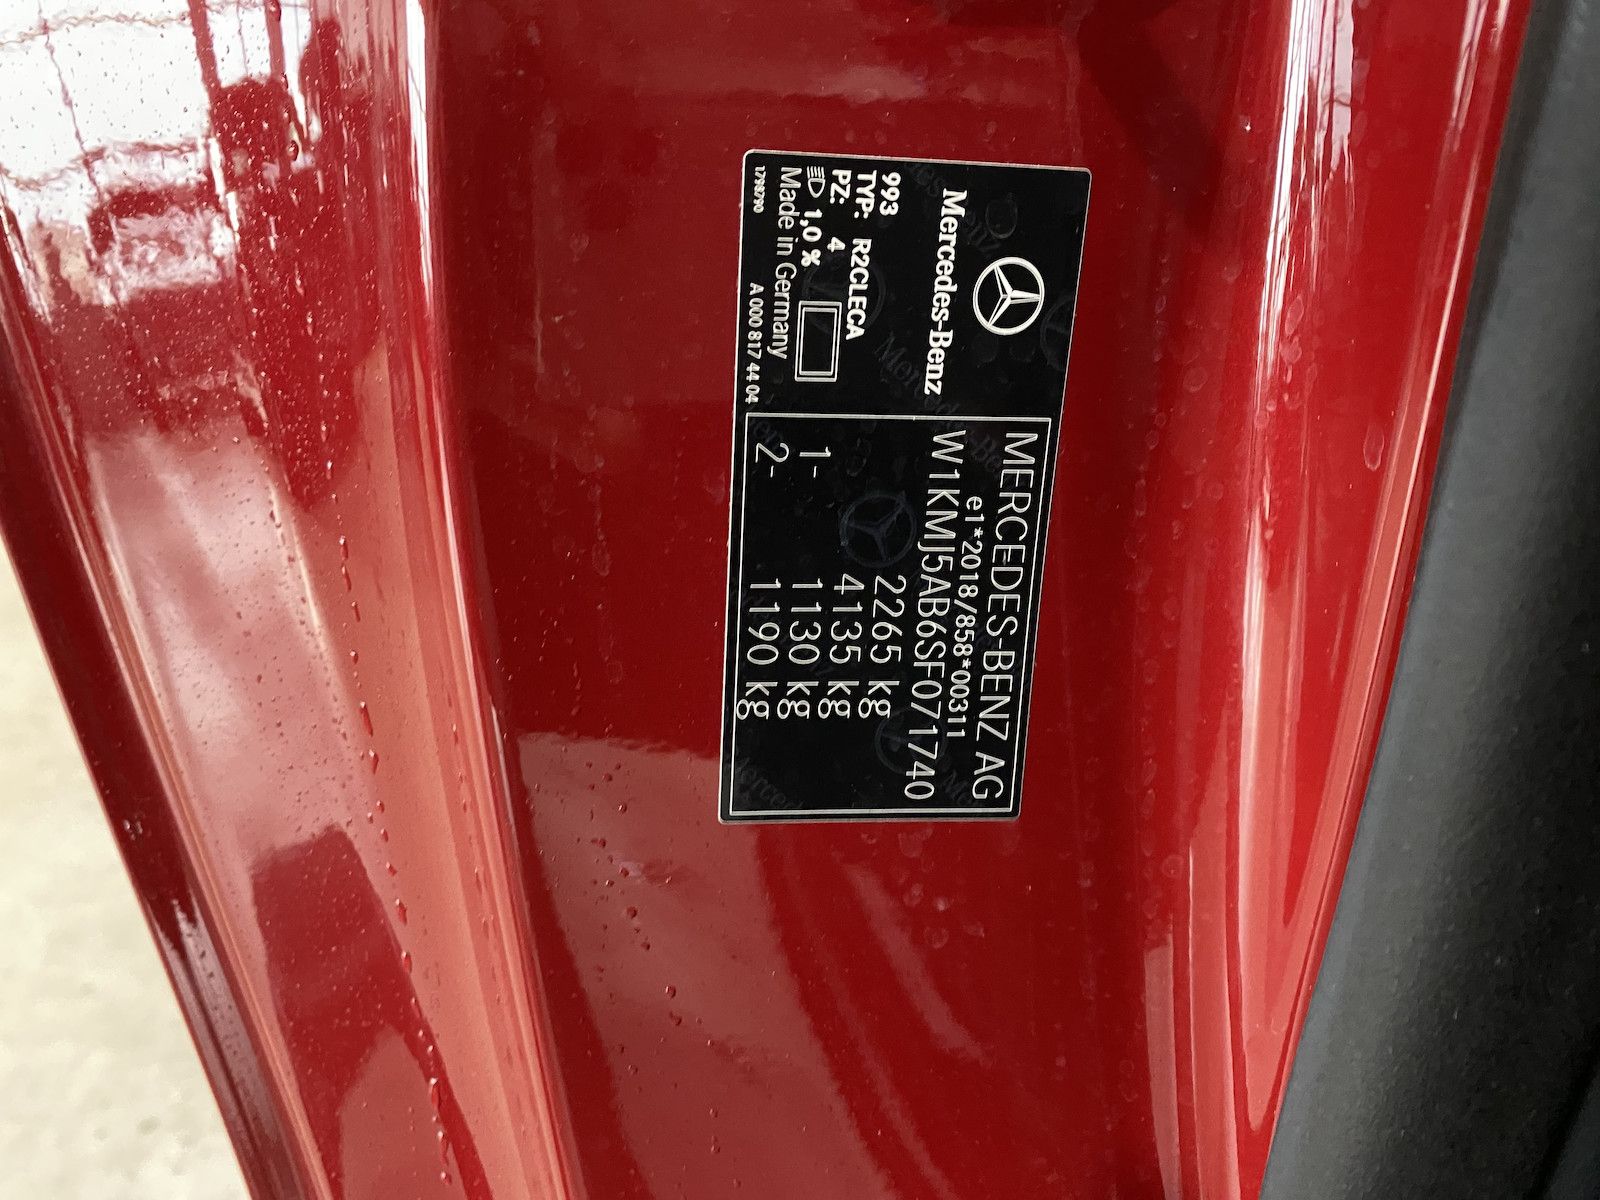 Mercedes-Benz
993
TYP: R2CLECA
PZ: 4
1,0 %
Made in Germany
1798790 A 000 817 44 04
MERCEDES-BENZ AG
e1*2018/858*00311
W1KMJ5AB6SF071740
2265 kg
4135 kg
1- 1130 kg
2- 1190 kg